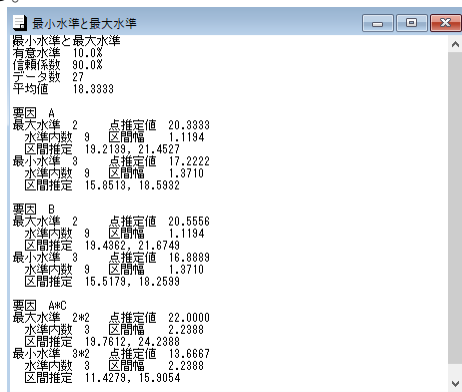 最小水準と最大水準
最小水準と最大水準
有意水準 10.0%
信頼係数 90.0%
データ数 27
平均値 18.3333
要因 A
最大水準 2 点推定値 20.3333
水準内数 9 区間幅 1.1194
区間推定 19.2139, 21.4527
最小水準 3 点推定値 17.2222
水準内数 9 区間幅 1.3710
区間推定 15.8513, 18.5932
要因 B
最大水準 2 点推定値 20.5556
水準内数 9 区間幅 1.1194
区間推定 19.4362, 21.6749
最小水準 3 点推定値 16.8889
水準内数 9 区間幅 1.3710
区間推定 15.5179, 18.2599
要因 A*C
最大水準 2*2 点推定値 22.0000
水準内数 3 区間幅 2.2388
区間推定 19.7612, 24.2388
最小水準 3*2 点推定値 13.6667
水準内数 3 区間幅 2.2388
区間推定 11.4279, 15.9054